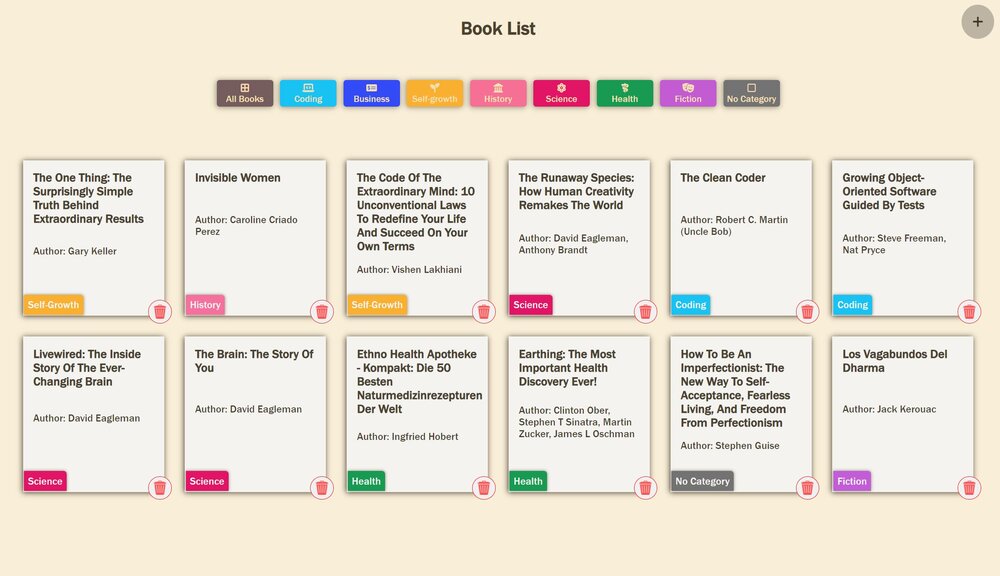 Book List
+
All Books
Coding
Business
Self-growth
History
Science
Health
Fiction
No Category
The One Thing: The
Surprisingly Simple
Truth Behind
Extraordinary Results
Author: Gary Keller
Self-Growth
Invisible Women
Author: Caroline Criado
Perez
History
The Code Of The
Extraordinary Mind: 10
Unconventional Laws
To Redefine Your Life
And Succeed On Your
Own Terms
Author: Vishen Lakhiani
Self-Growth
The Runaway Species:
How Human Creativity
Remakes The World
Author: David Eagleman,
Anthony Brandt
Science
The Clean Coder
Author: Robert C. Martin
(Uncle Bob)
Coding
Growing Object-
Oriented Software
Guided By Tests
Author: Steve Freeman,
Nat Pryce
Coding
Livewired: The Inside
Story Of The Ever-
Changing Brain
Author: David Eagleman
Science
The Brain: The Story Of
You
Author: David Eagleman
Science
Ethno Health Apotheke
- Kompakt: Die 50
Besten
Naturmedizinrezepturen
Der Welt
Author: Ingfried Hobert
Health
Earthing: The Most
Important Health
Discovery Ever!
Author: Clinton Ober,
Stephen T Sinatra, Martin
Zucker, James L Oschman
Health
How To Be An
Imperfectionist: The
New Way To Self-
Acceptance, Fearless
Living, And Freedom
From Perfectionism
Author: Stephen Guise
No Category
Los Vagabundos Del
Dharma
Author: Jack Kerouac
Fiction